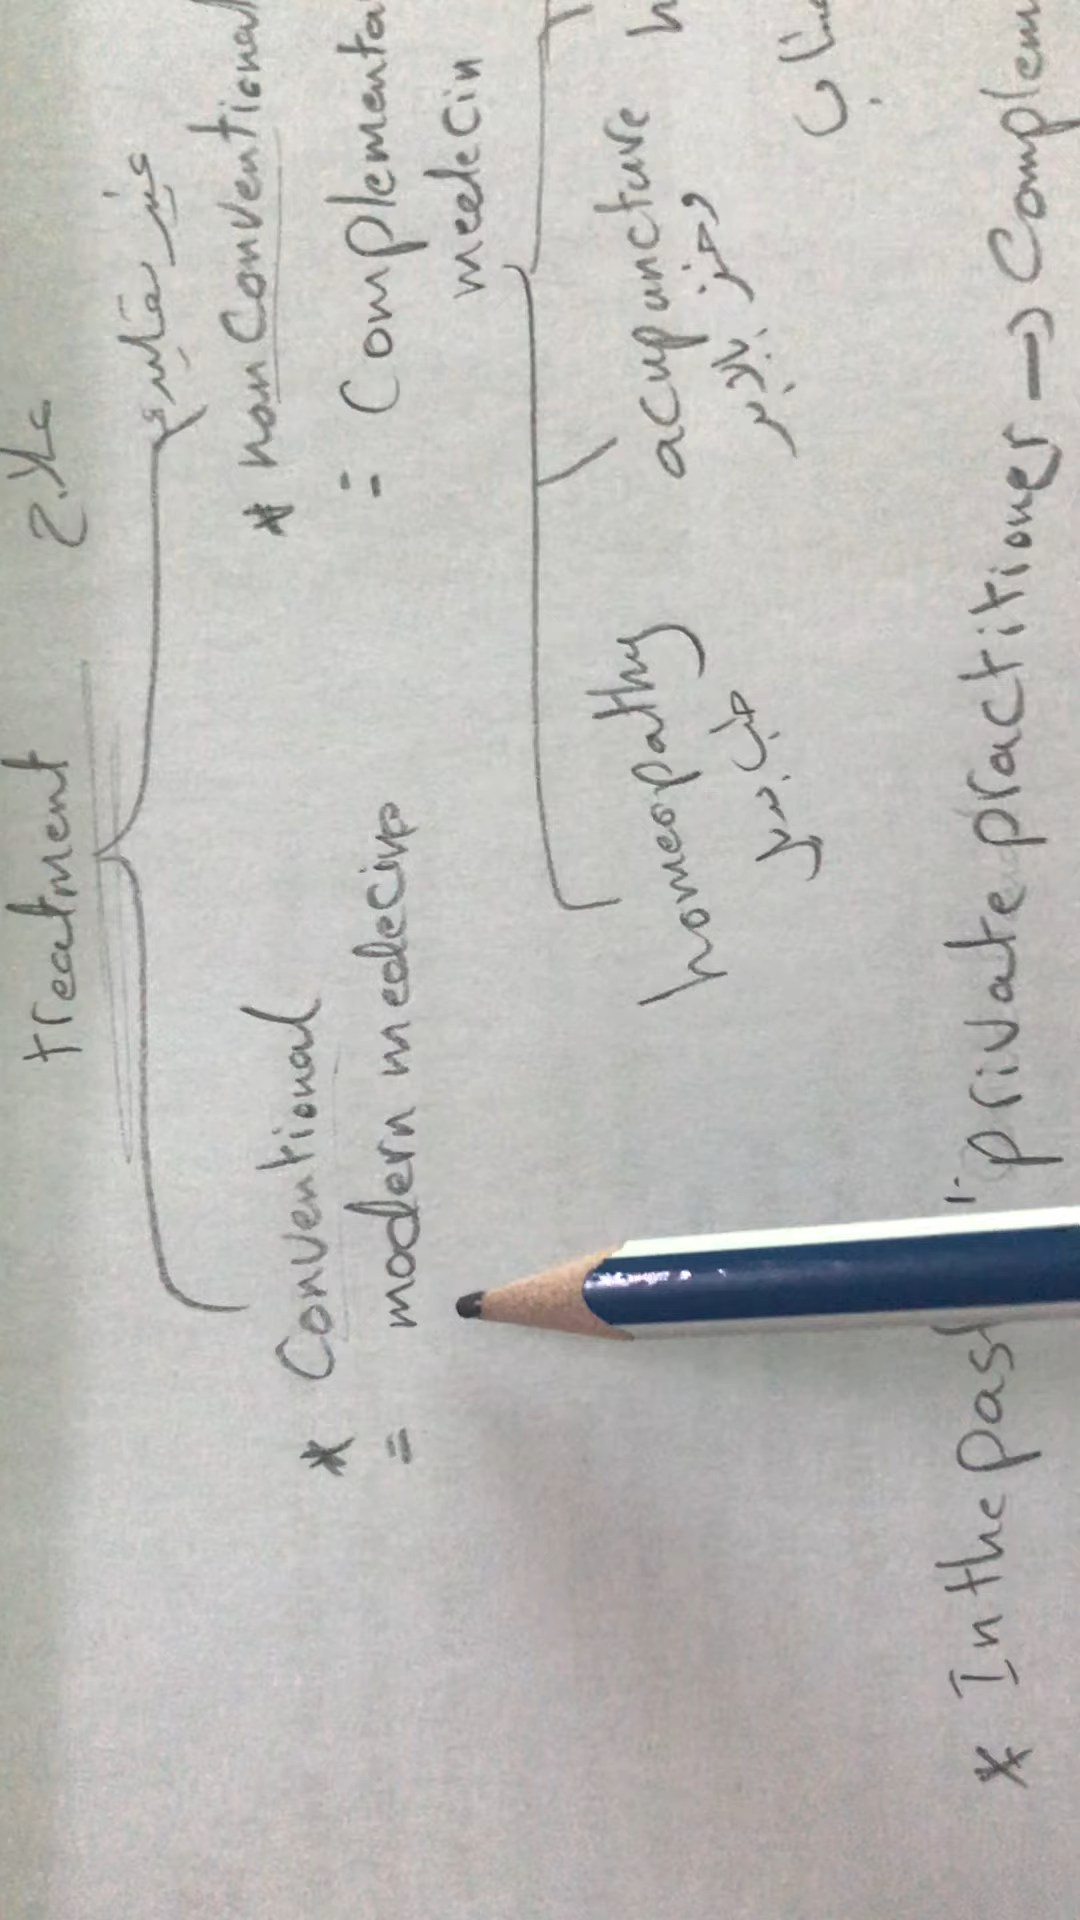 treatment علاج
غير تقليدي
* Conventional * non Conventional
= modern medecine = Complementa
medecin
homeopathy acupuncture h
طب بديل وخز بالابر
* In the past private practitioner → Complem